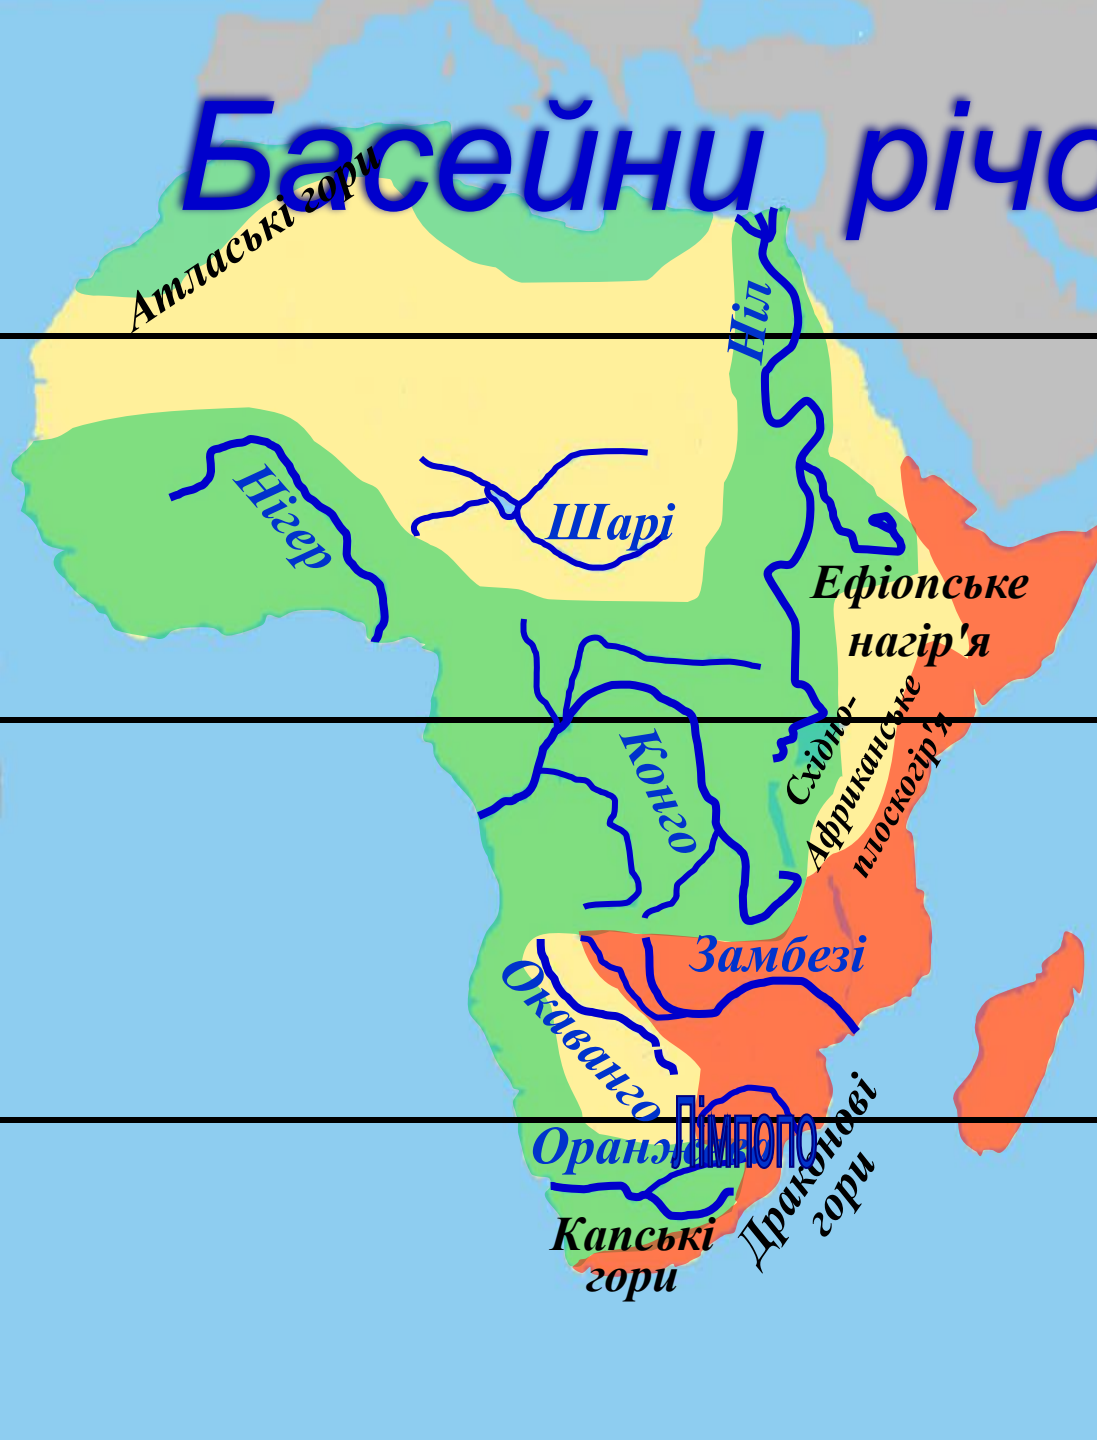 Басейни річо
Атлаські гори
Ніл
Нігер
Шарі
Ефіопське
нагір'я
Східно-
Африканське
плоскогір'я
Конго
Замбезі
Окаванго
Лімпопо
Драконові
гори
Капські
гори